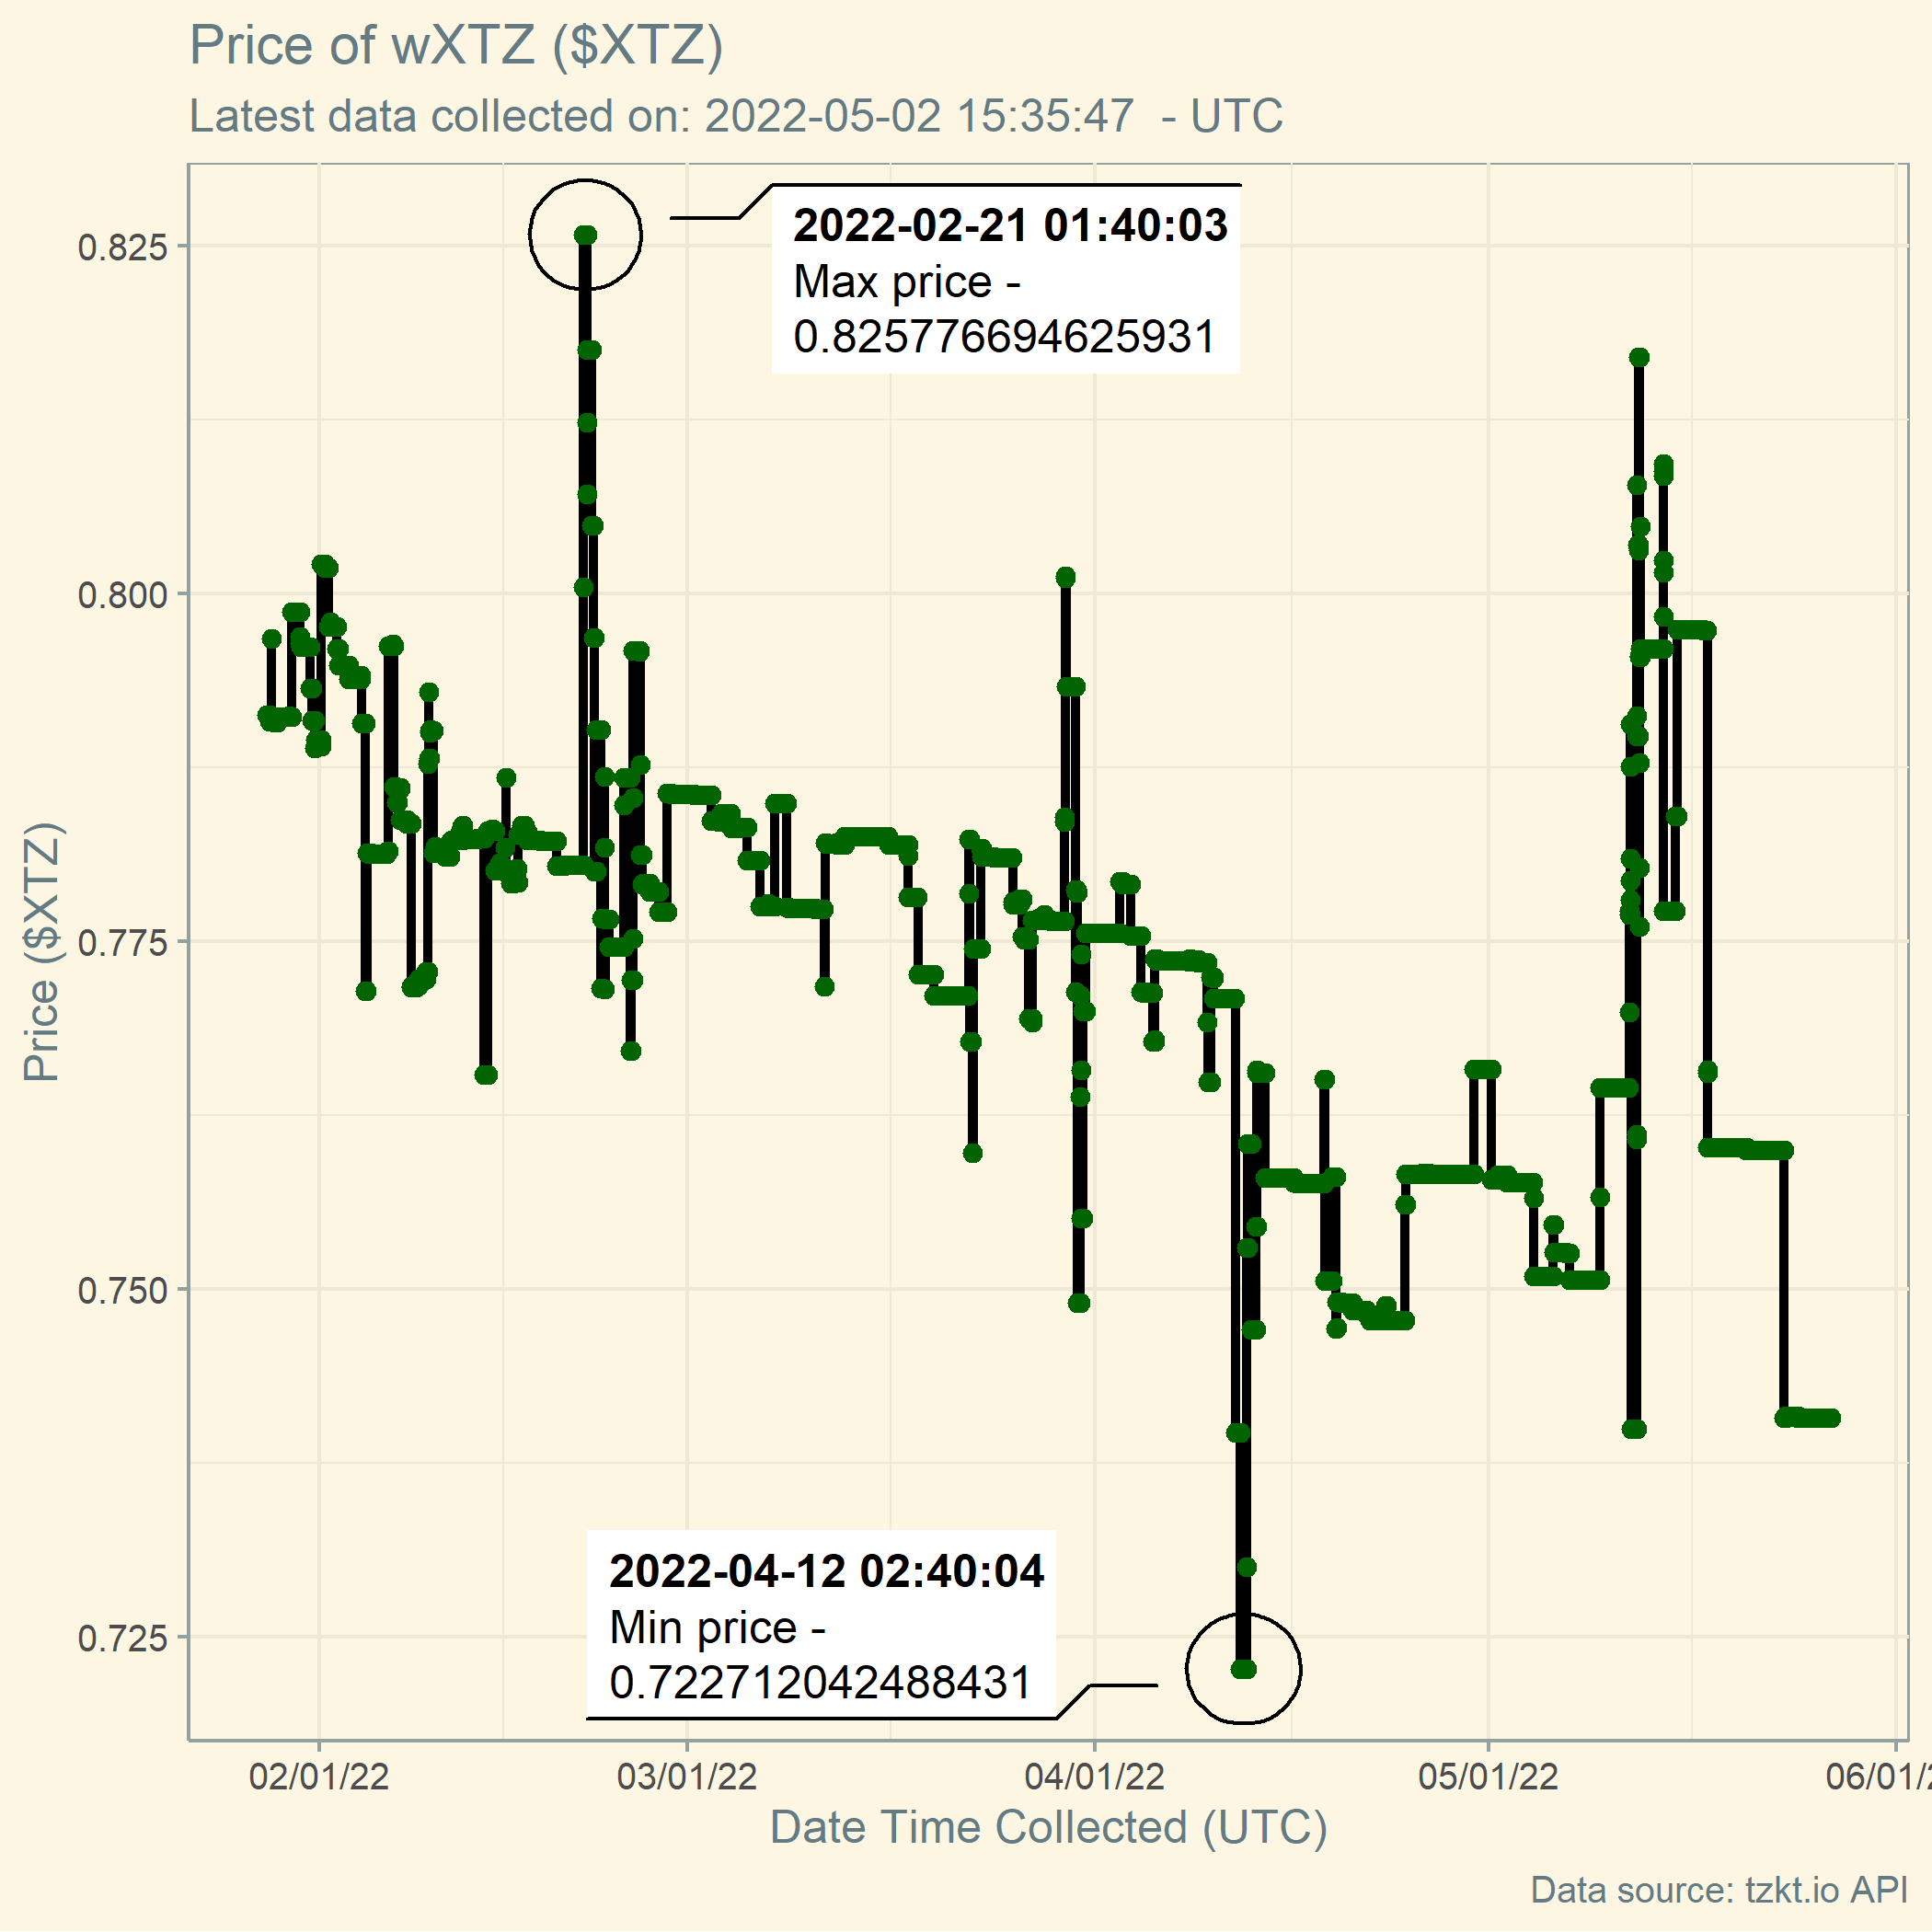 Price of wXTZ ($XTZ)
Latest data collected on: 2022-05-02 15:35:47  - UTC
2022-02-21 01:40:03
Max price -
0.825776694625931
0.825
0.800
0.775
0.750
0.725
Price ($XTZ)
2022-04-12 02:40:04
Min price -
0.722712042488431
02/01/22
03/01/22
04/01/22
05/01/22
06/01/2
Date Time Collected (UTC)
Data source: tzkt.io API